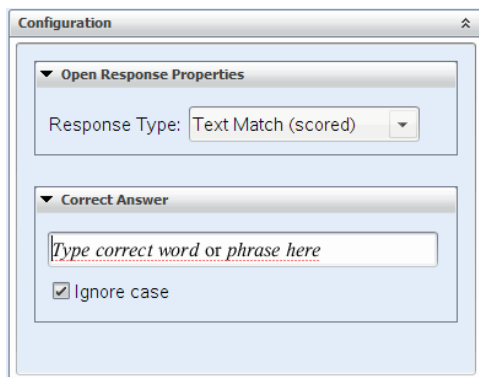 Configuration
Open Response Properties
Response Type: Text Match (scored)
Correct Answer
Type correct word or phrase here
Ignore case